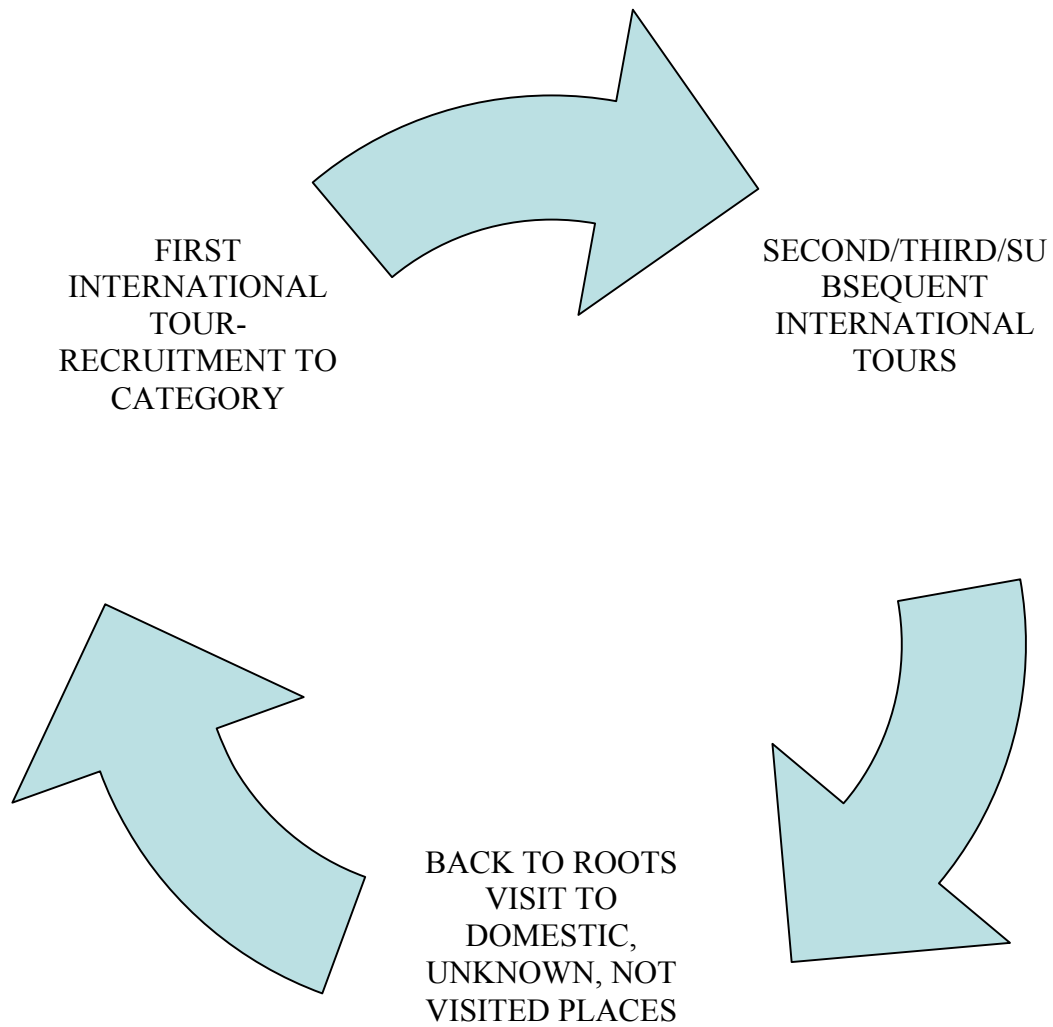 FIRST
INTERNATIONAL
TOUR-
RECRUITMENT TO
CATEGORY
SECOND/THIRD/SU
BSEQUENT
INTERNATIONAL
TOURS
BACK TO ROOTS
VISIT TO
DOMESTIC,
UNKNOWN, NOT
VISITED PLACES